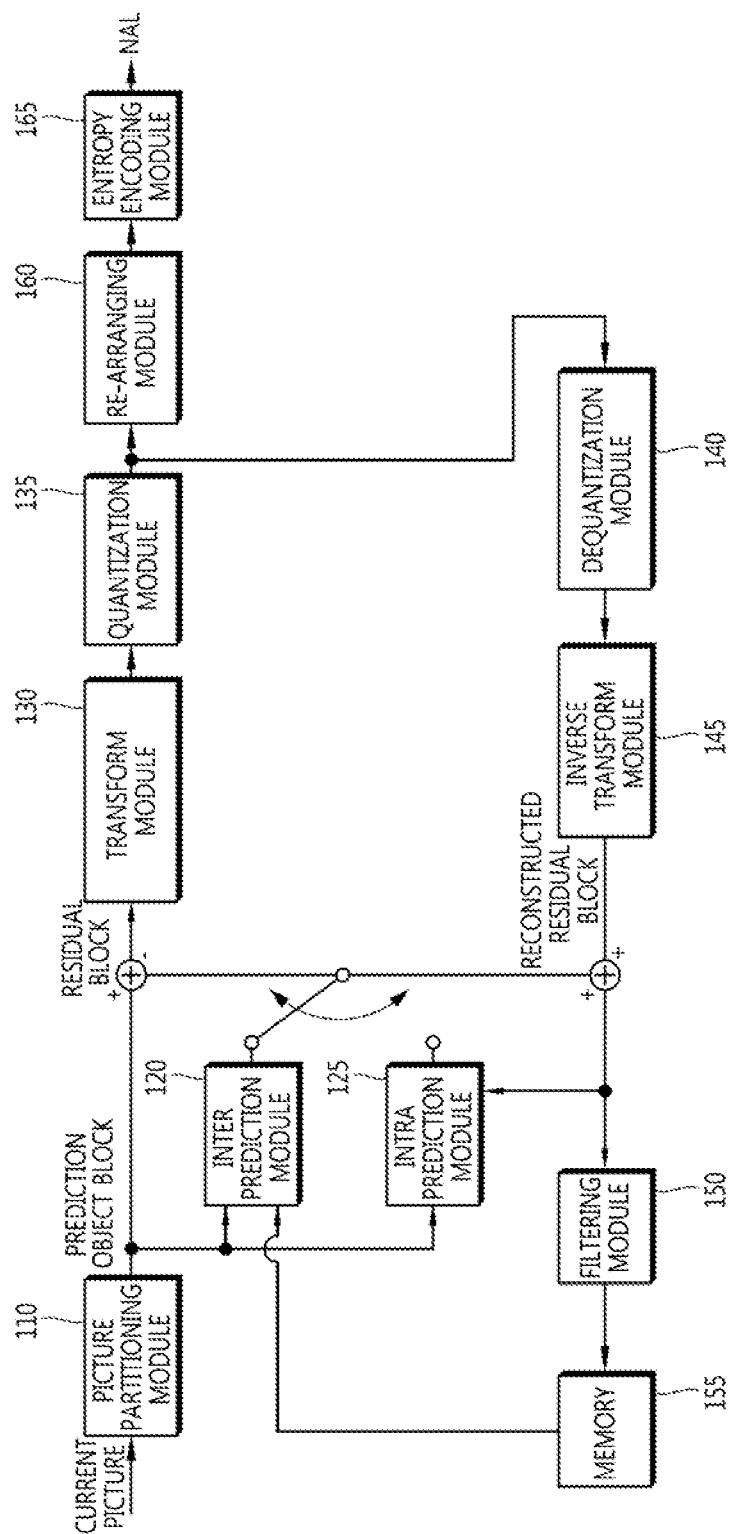 CURRENT
PICTURE
110
PICTURE
PARTITIONING
MODULE
PREDICTION
OBJECT BLOCK
+
-
RESIDUAL
BLOCK
130
TRANSFORM
MODULE
135
QUANTIZATION
MODULE
160
RE-ARRANGING
MODULE
165
ENTROPY
ENCODING
MODULE
NAL
120
INTER
PREDICTION
MODULE
125
INTRA
PREDICTION
MODULE
MEMORY
155
FILTERING
MODULE
150
+
+
RECONSTRUCTED
RESIDUAL
BLOCK
INVERSE
TRANSFORM
MODULE
145
DEQUANTIZATION
MODULE
140